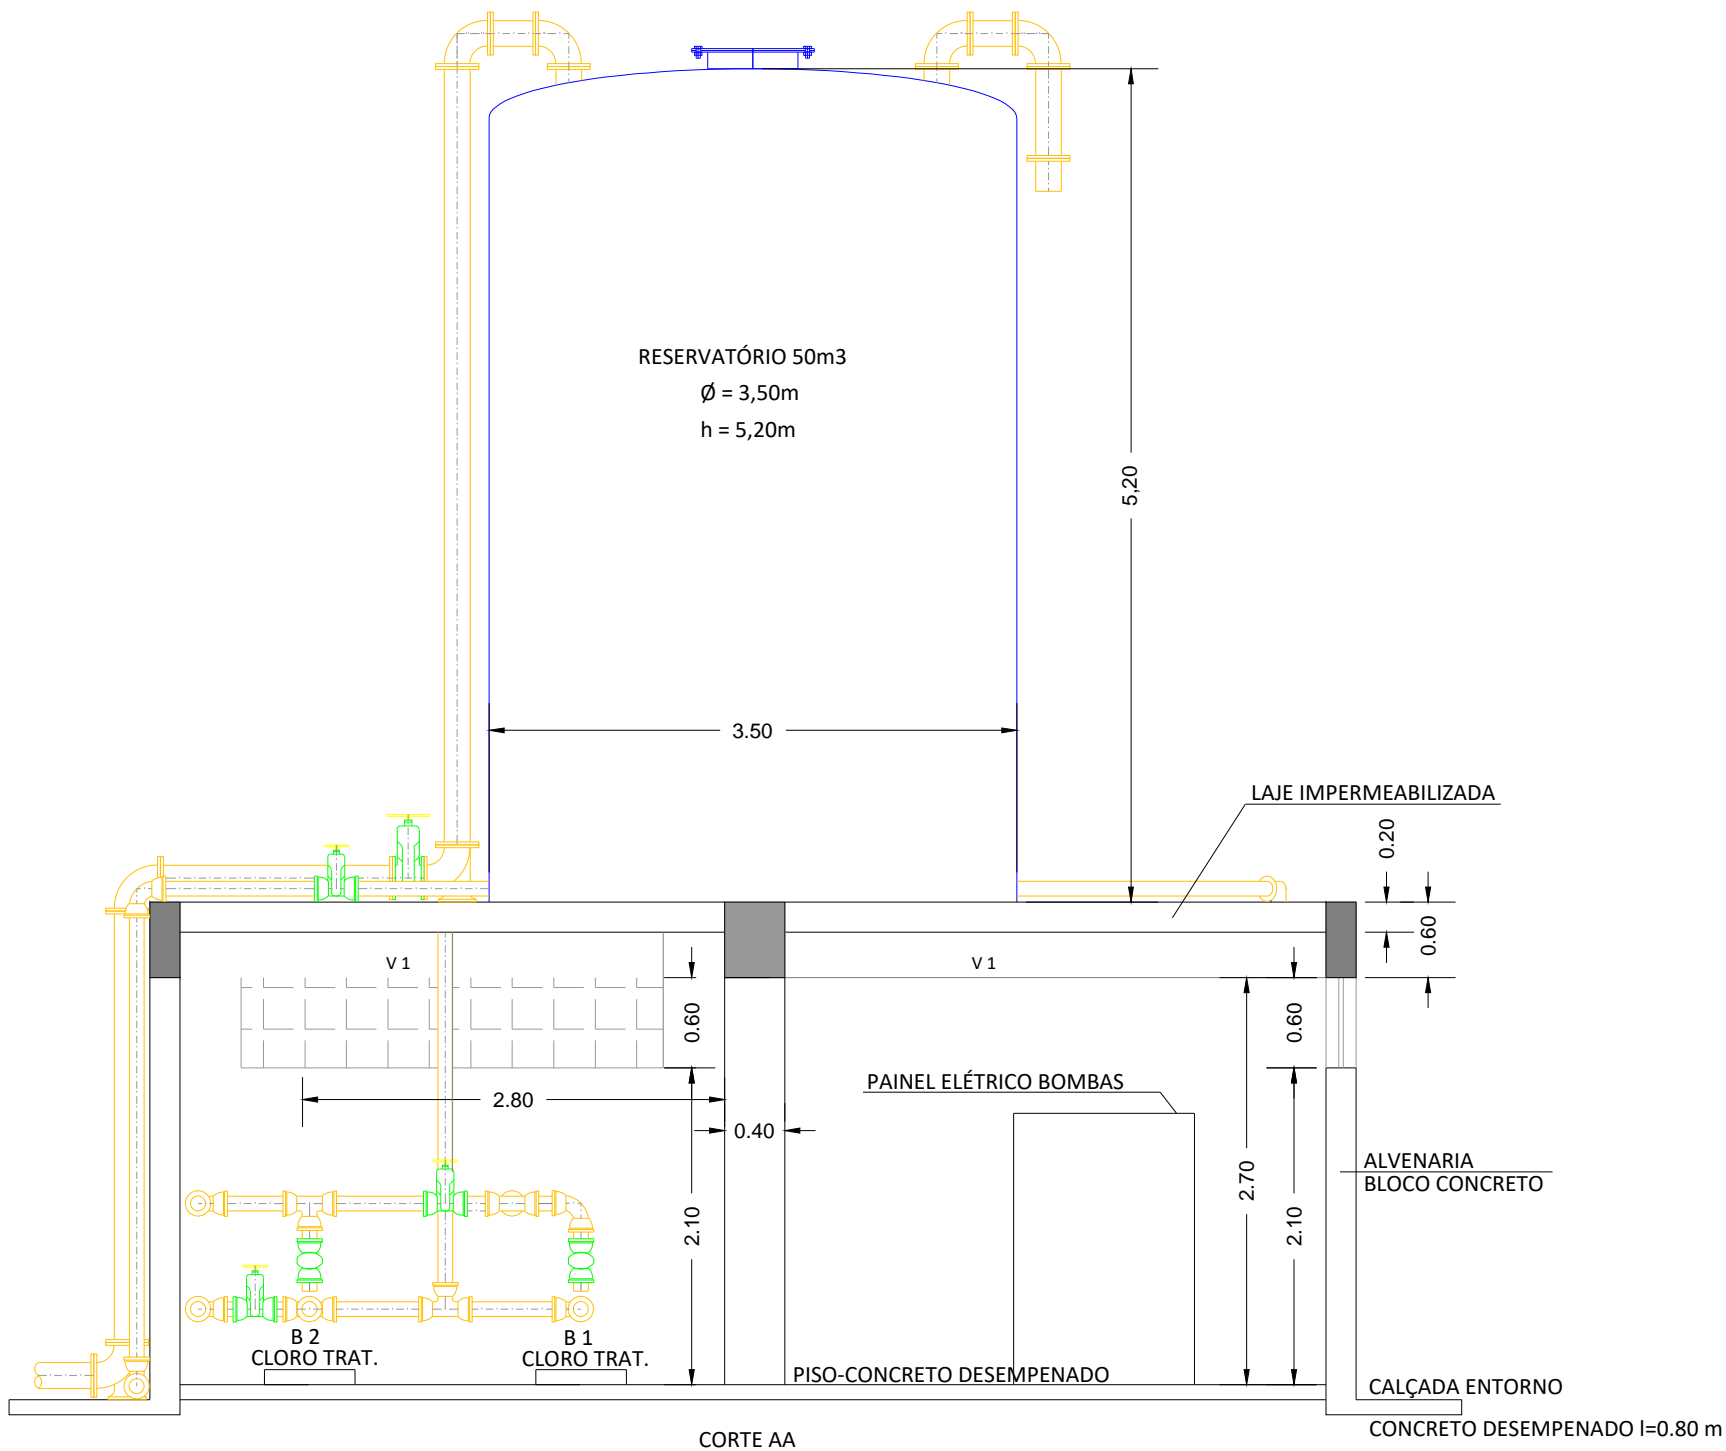 RESERVATÓRIO 50m3
Ø = 3,50m
h = 5,20m
5,20
3.50
LAJE IMPERMEABILIZADA
0.20
0.60
V 1
V 1
0.60
0.60
PAINEL ELÉTRICO BOMBAS
2.80
0.40
ALVENARIA
BLOCO CONCRETO
2.70
2.10
2.10
B 2
CLORO TRAT.
B 1
CLORO TRAT.
PISO-CONCRETO DESEMPENADO
CALÇADA ENTORNO
CONCRETO DESEMPENADO l=0.80 m
CORTE AA